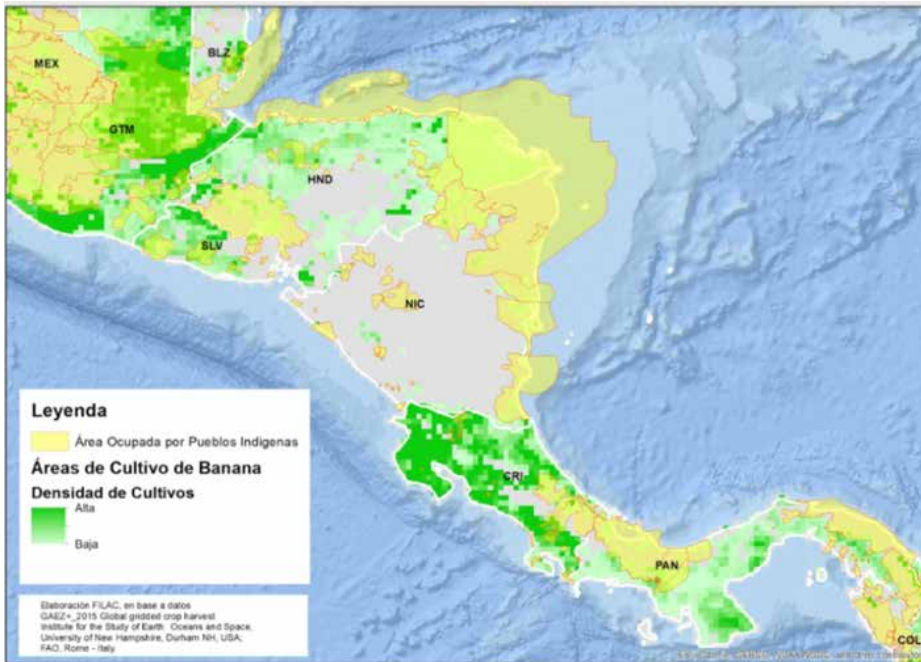 MEX
BLZ
GTM
HND
SLV
NIC
CRI
PAN
COL
Leyenda
Área Ocupada por Pueblos Indigenas
Áreas de Cultivo de Banana
Densidad de Cultivos
Alta
Baja
Elaboración FILAC, en base a datos
GAEZ+_2015 Global gridded crop harvest
Institute for the Study of Earth Oceans and Space,
University of New Hampshire, Durham NH, USA;
FAO, Rome - Italy.